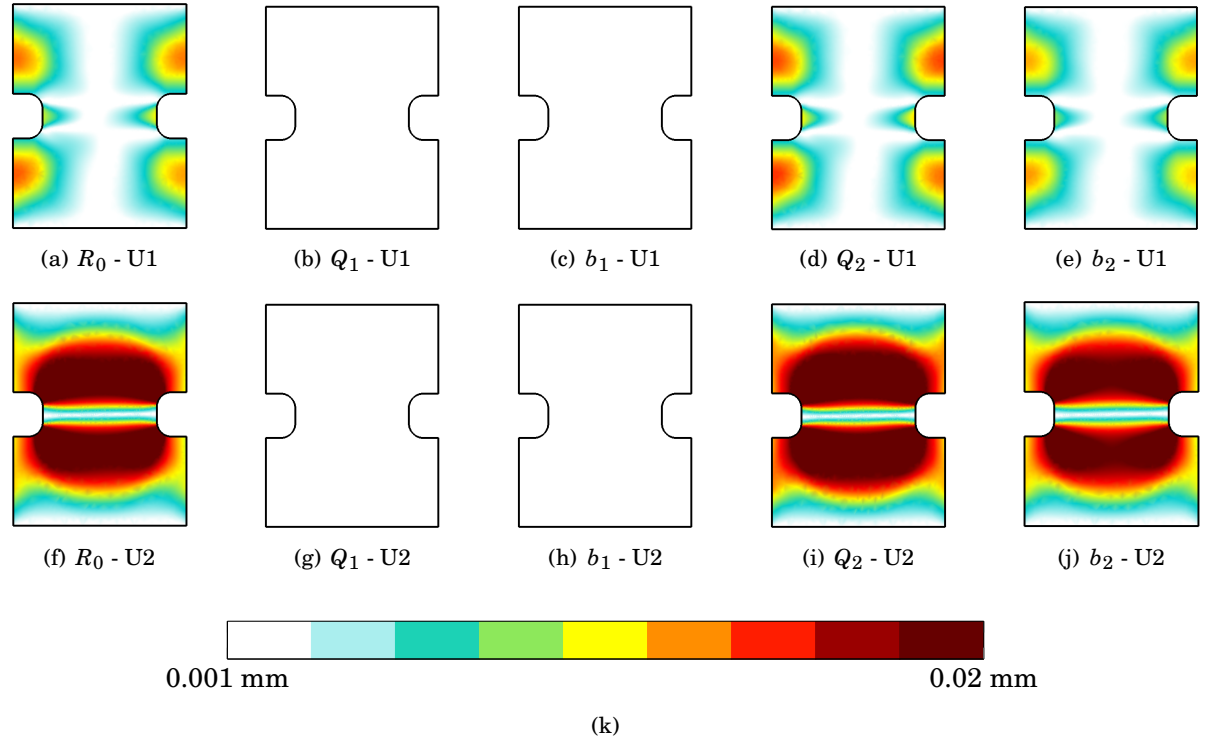 (a) R0 - U1
(b) Q1 - U1
(c) b1 - U1
(d) Q2 - U1
(e) b2 - U1
(f) R0 - U2
(g) Q1 - U2
(h) b1 - U2
(i) Q2 - U2
(j) b2 - U2
0.001 mm
0.02 mm
(k)